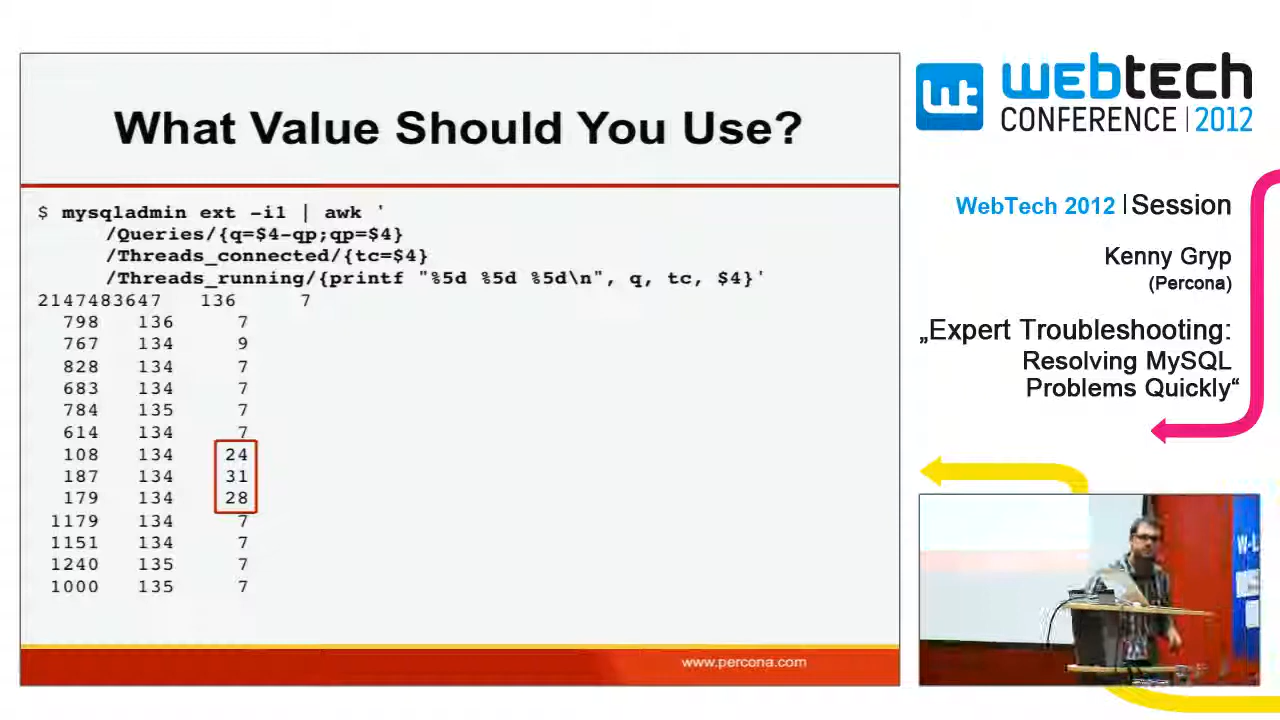 What Value Should You Use?
$ mysqladmin ext -i1 | awk '
/Queries/{q=$4-qp;qp=$4}
/Threads_connected/{tc=$4}
/Threads_running/{printf "%5d %5d %5d\n", q, tc, $4}'
2147483647 136 7
798 136 7
767 134 9
828 134 7
683 134 7
784 135 7
614 134 7
108 134 24
187 134 31
179 134 28
1179 134 7
1151 134 7
1240 135 7
1000 135 7
www.percona.com
wt webtech
CONFERENCE | 2012
WebTech 2012 | Session
Kenny Gryp
(Percona)
„Expert Troubleshooting:
Resolving MySQL
Problems Quickly“
W-L